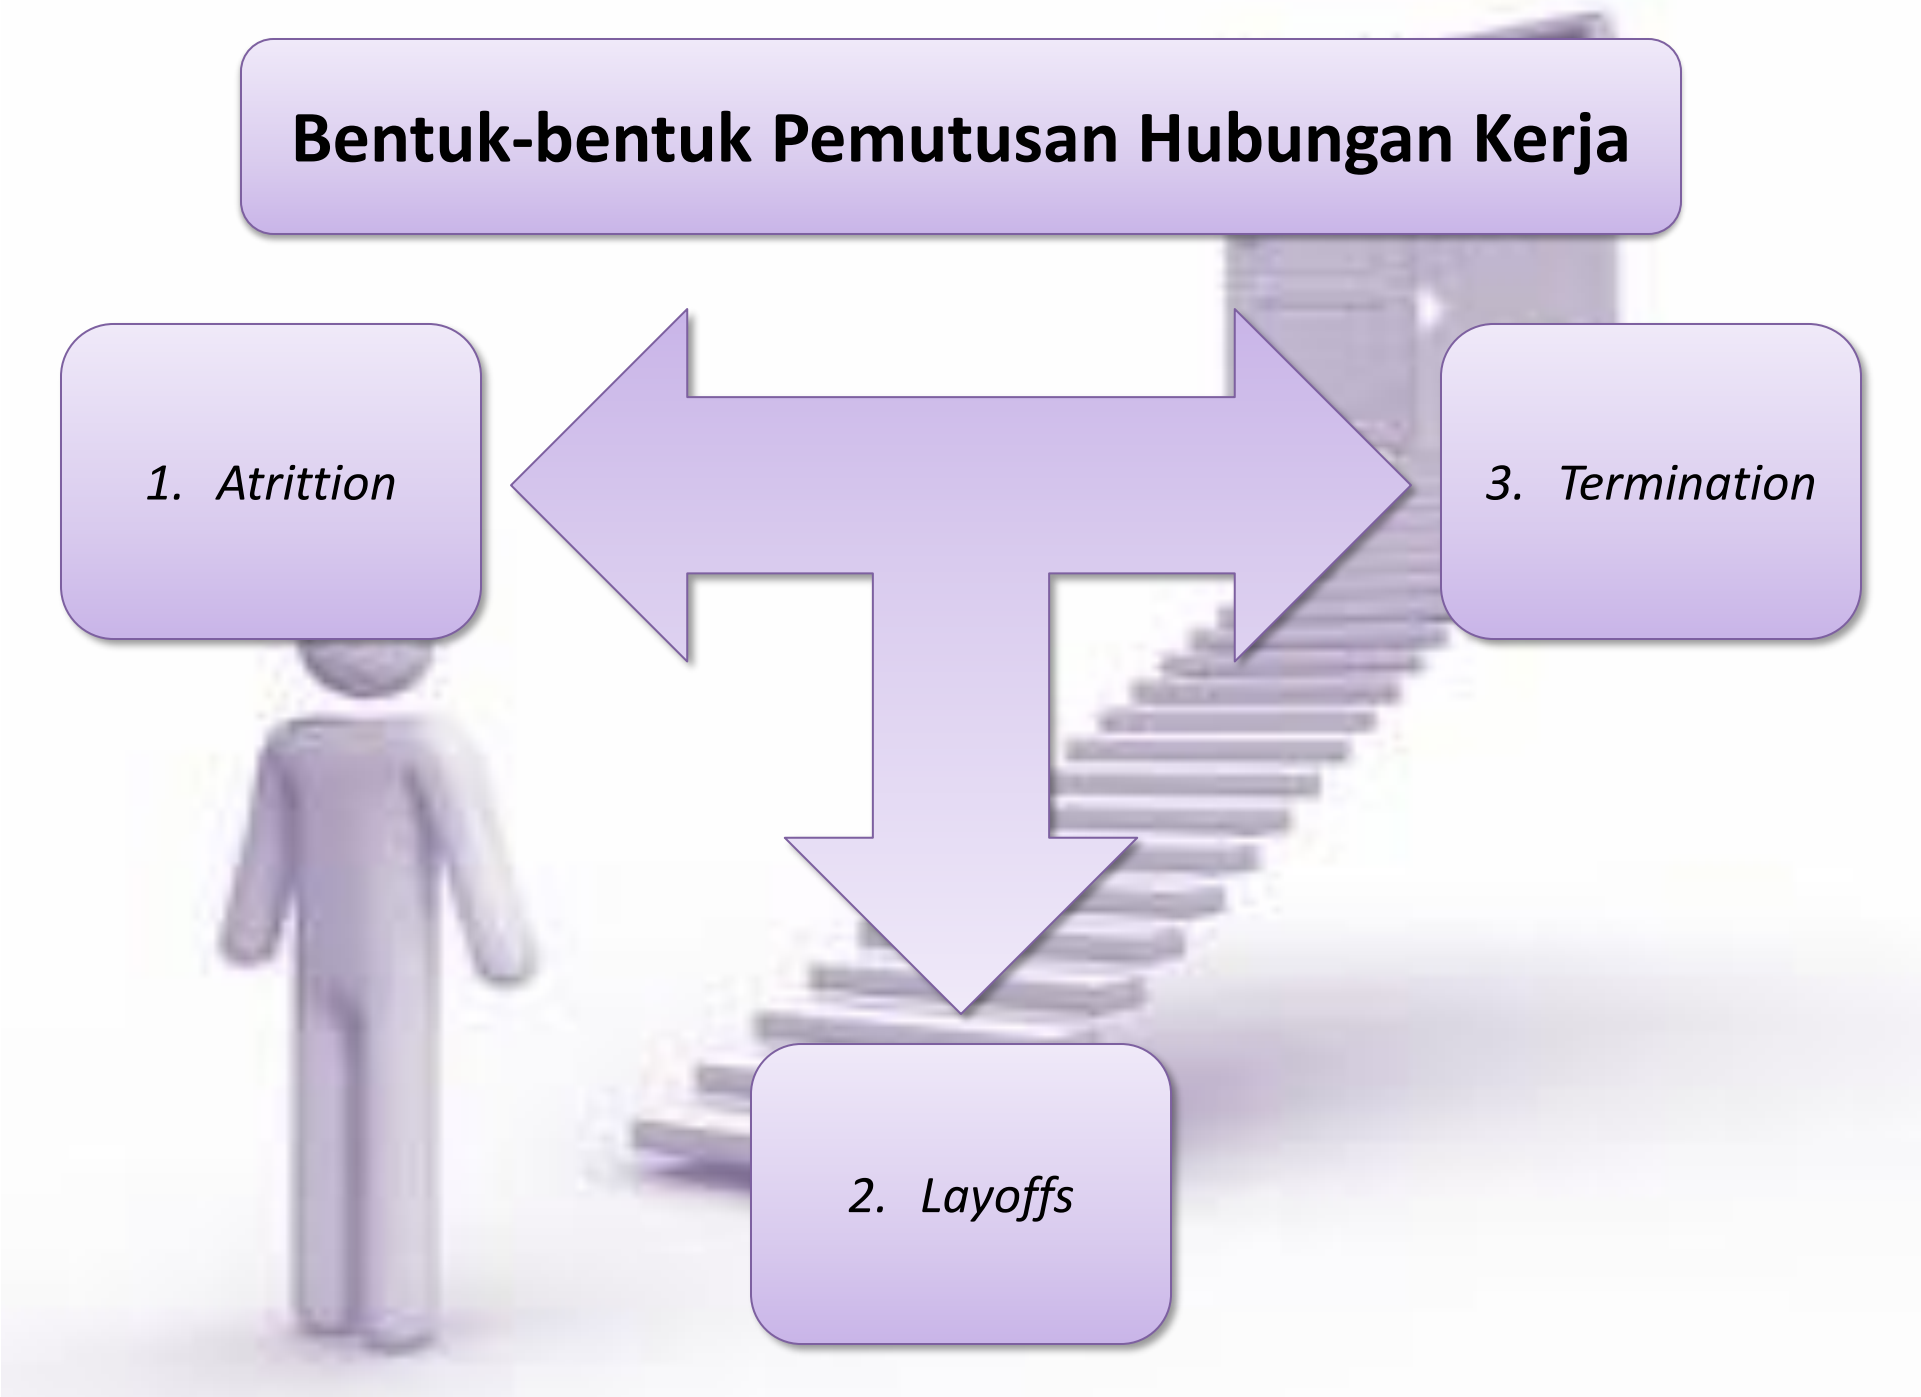 Bentuk-bentuk Pemutusan Hubungan Kerja
1. Atrittion
3. Termination
2. Layoffs